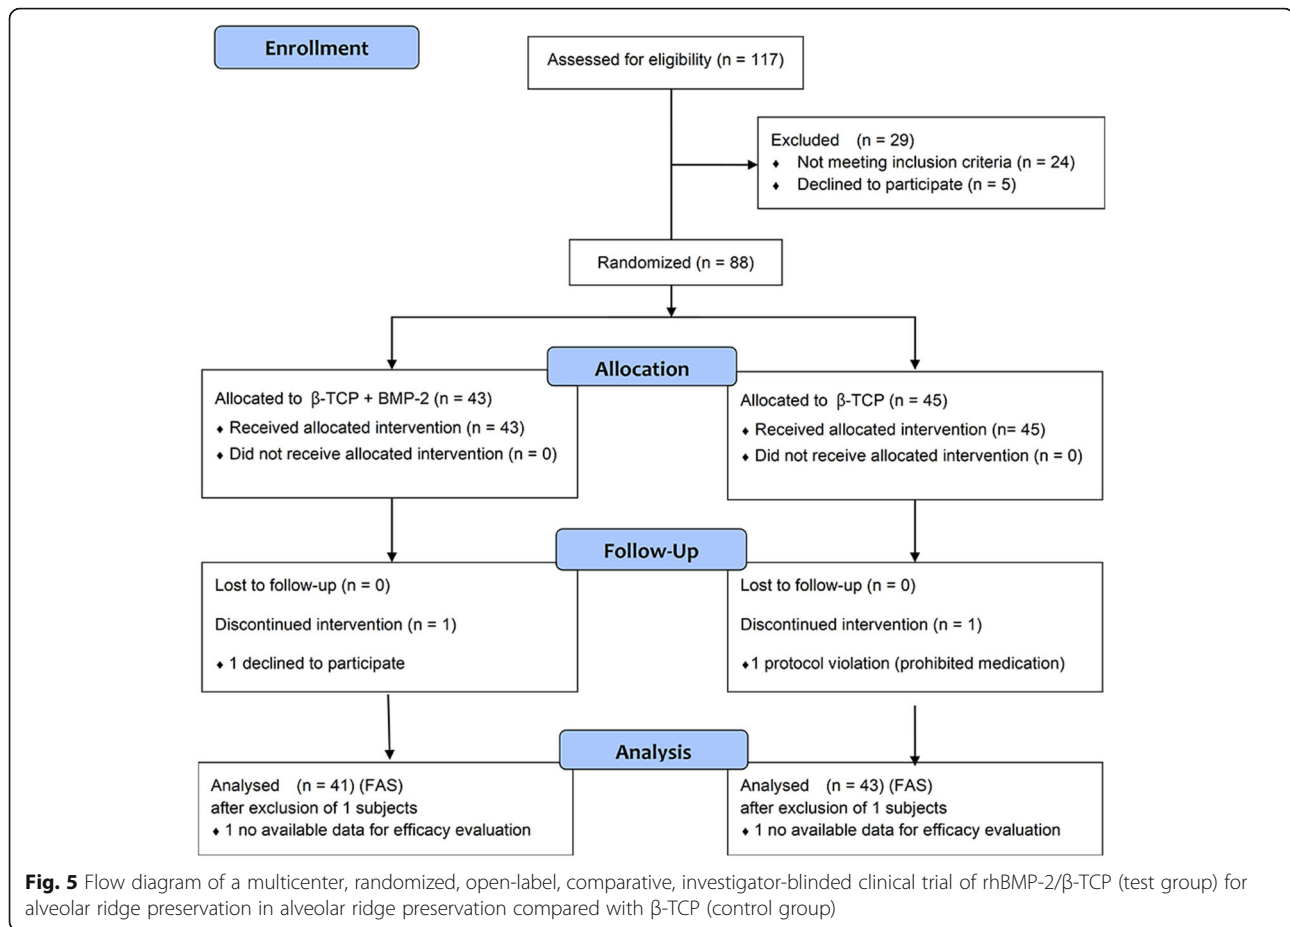 Enrollment
Assessed for eligibility (n = 117)
Excluded (n = 29)
♦ Not meeting inclusion criteria (n = 24)
♦ Declined to participate (n = 5)
Randomized (n = 88)
Allocation
Allocated to β-TCP + BMP-2 (n = 43)
♦ Received allocated intervention (n = 43)
♦ Did not receive allocated intervention (n = 0)
Allocated to β-TCP (n = 45)
♦ Received allocated intervention (n= 45)
♦ Did not receive allocated intervention (n = 0)
Follow-Up
Lost to follow-up (n = 0)
Discontinued intervention (n = 1)
♦ 1 declined to participate
Lost to follow-up (n = 0)
Discontinued intervention (n = 1)
♦1 protocol violation (prohibited medication)
Analysis
Analysed (n = 41) (FAS)
after exclusion of 1 subjects
♦ 1 no available data for efficacy evaluation
Analysed (n = 43) (FAS)
after exclusion of 1 subjects
♦ 1 no available data for efficacy evaluation
Fig. 5 Flow diagram of a multicenter, randomized, open-label, comparative, investigator-blinded clinical trial of rhBMP-2/β-TCP (test group) for
alveolar ridge preservation in alveolar ridge preservation compared with β-TCP (control group)